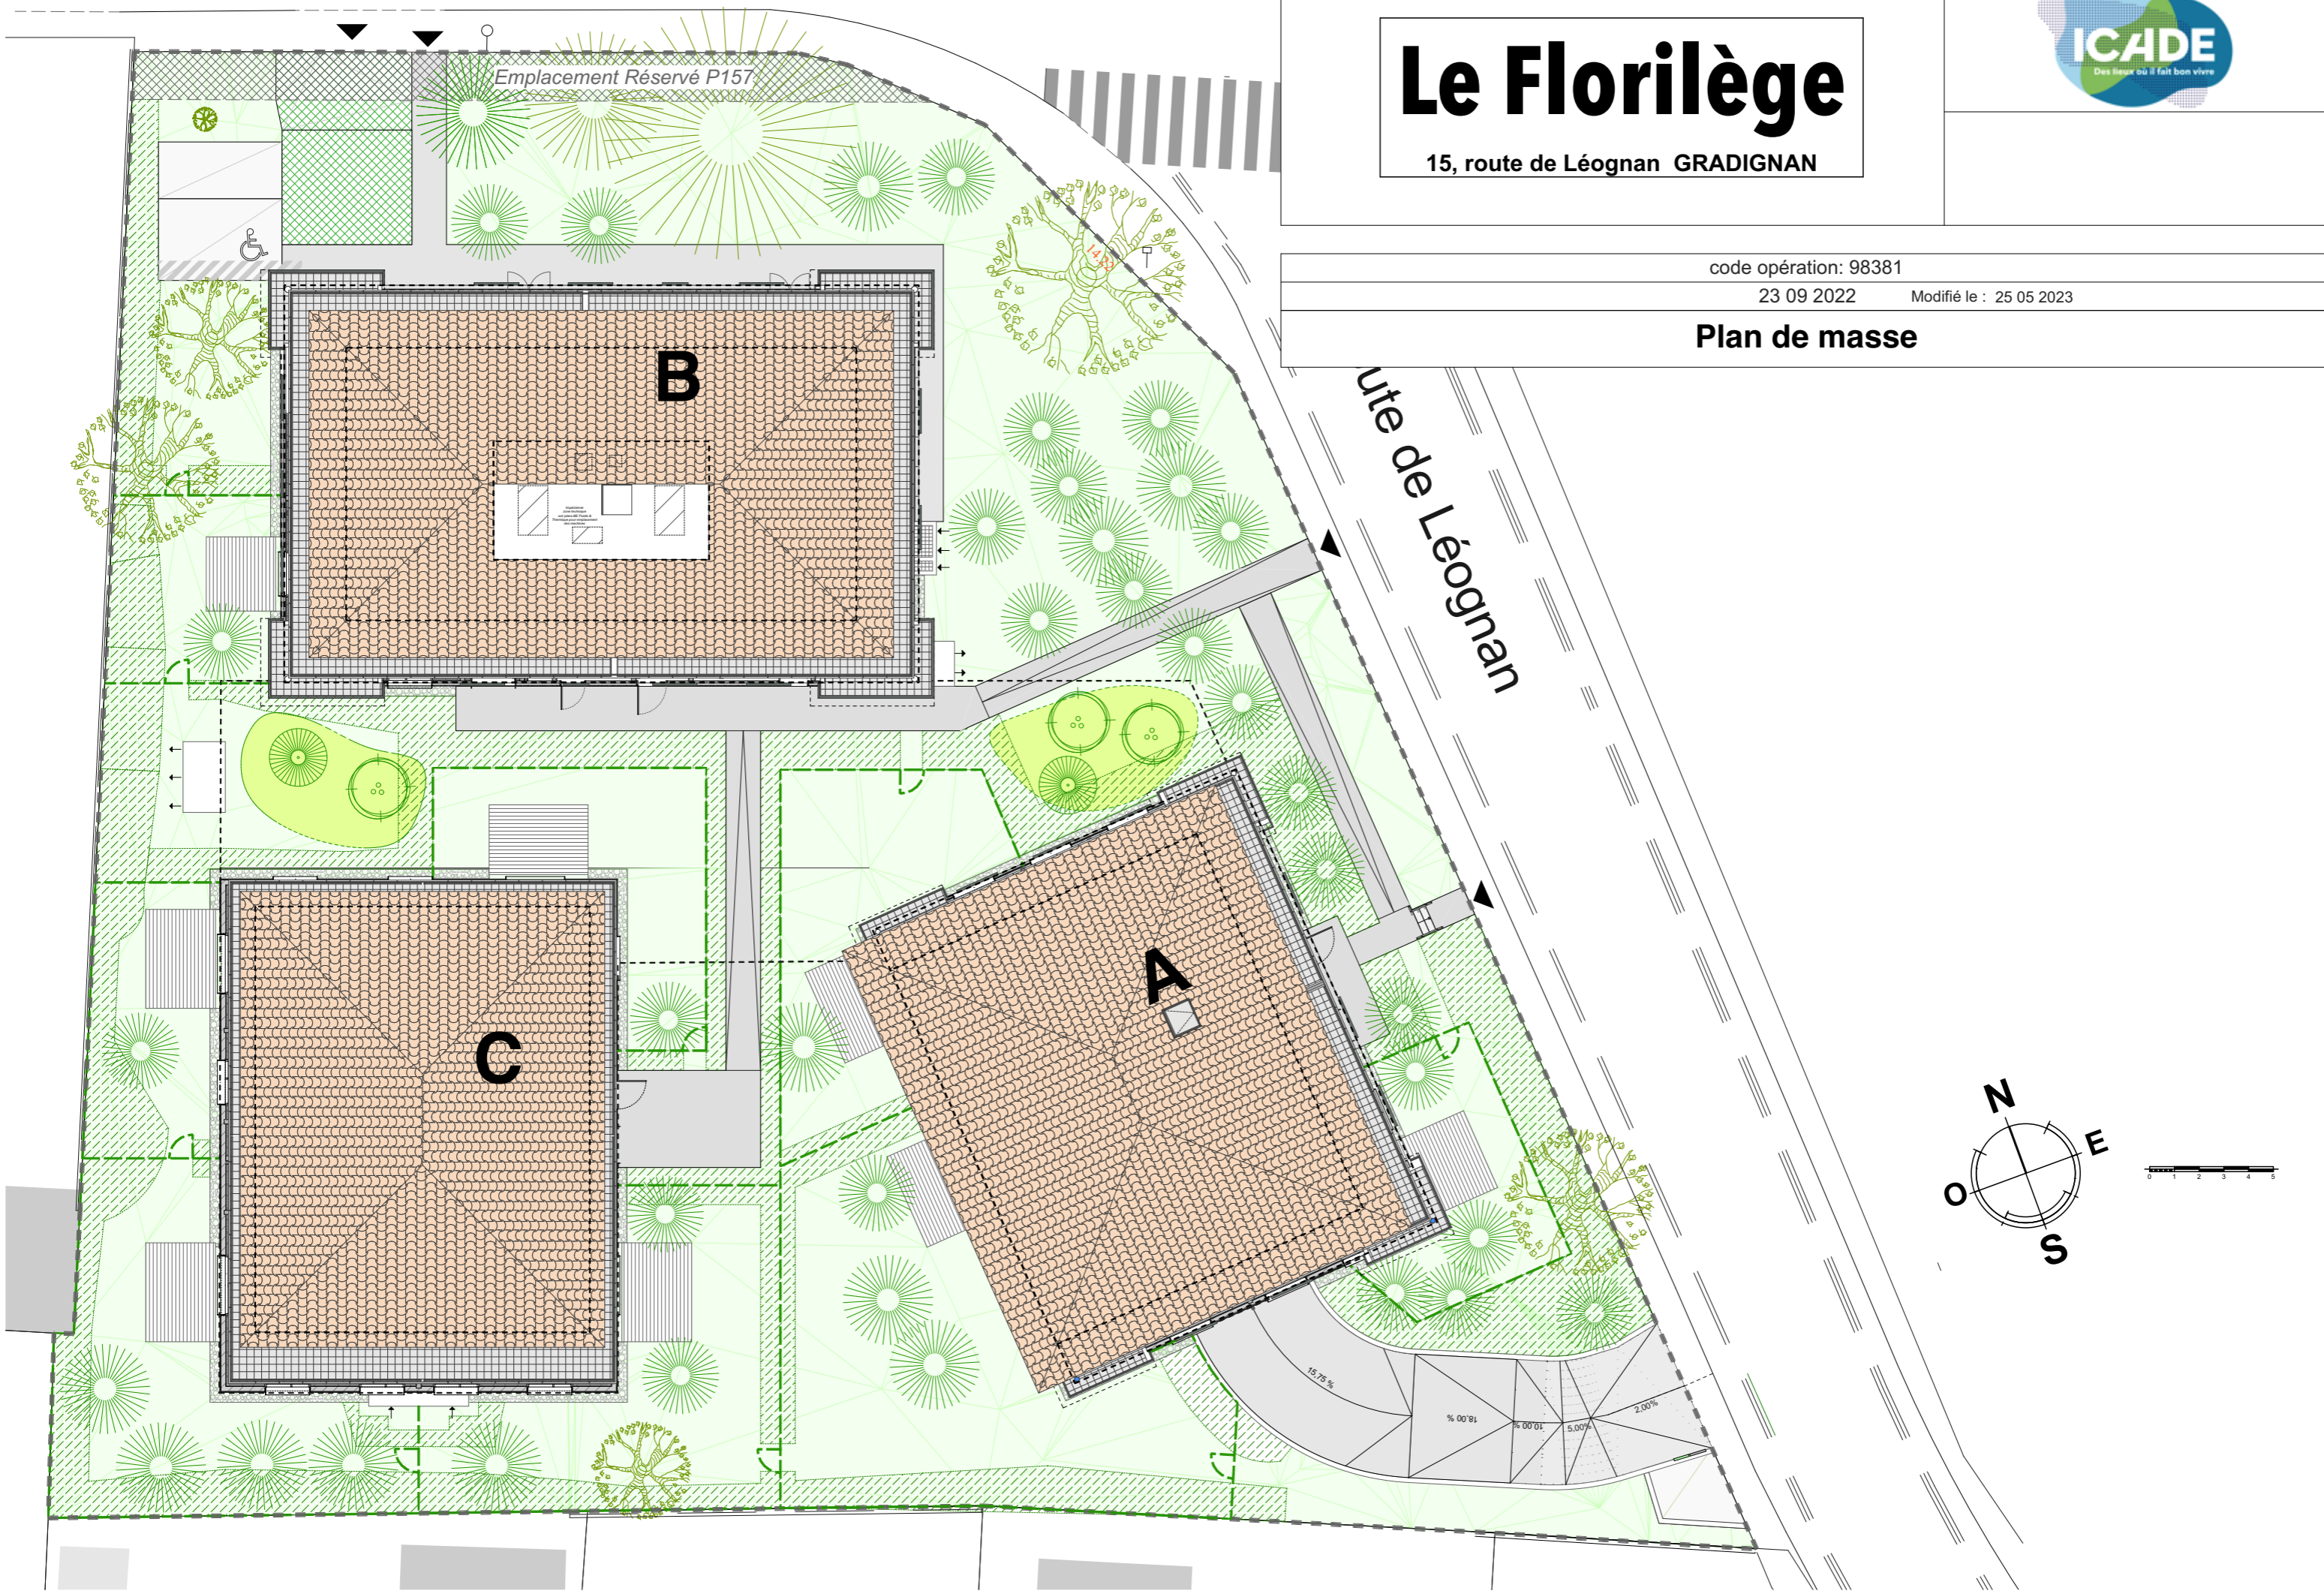 Le Florilège
15, route de Léognan GRADIGNAN
ICADE
Des lieux où il fait bon vivre
code opération: 98381
23 09 2022 Modifié le : 25 05 2023
Plan de masse
Emplacement Réservé P157
14.22
B
ute de Léognan
A
C
N
E
O
S
0 1 2 3 4 5
15,75 %
18,00 %
10,00 %
5,00%
2,00%